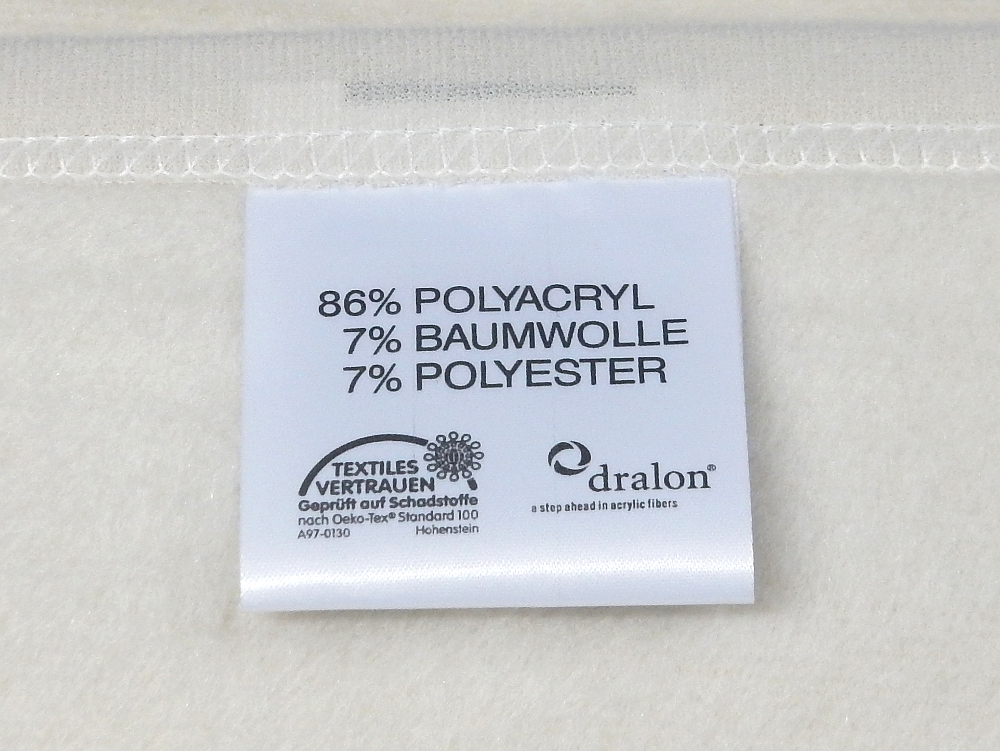 86% POLYACRYL
7% BAUMWOLLE
7% POLYESTER
TEXTILES
VERTRAUEN
Geprüft auf Schadstoffe
nach Oeko-Tex® Standard 100
A97-0130 Hohenstein
dralon®
a step ahead in acrylic fibers